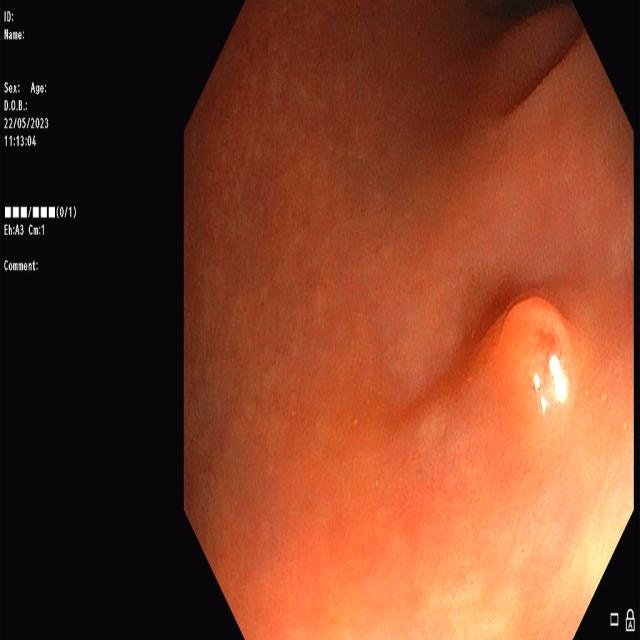 ID:
Name:
Sex: Age:
D.O.B.:
22/05/2023
11:13:04
■■■/■■■(0/1)
Eh:A3 Cm:1
Comment:
A